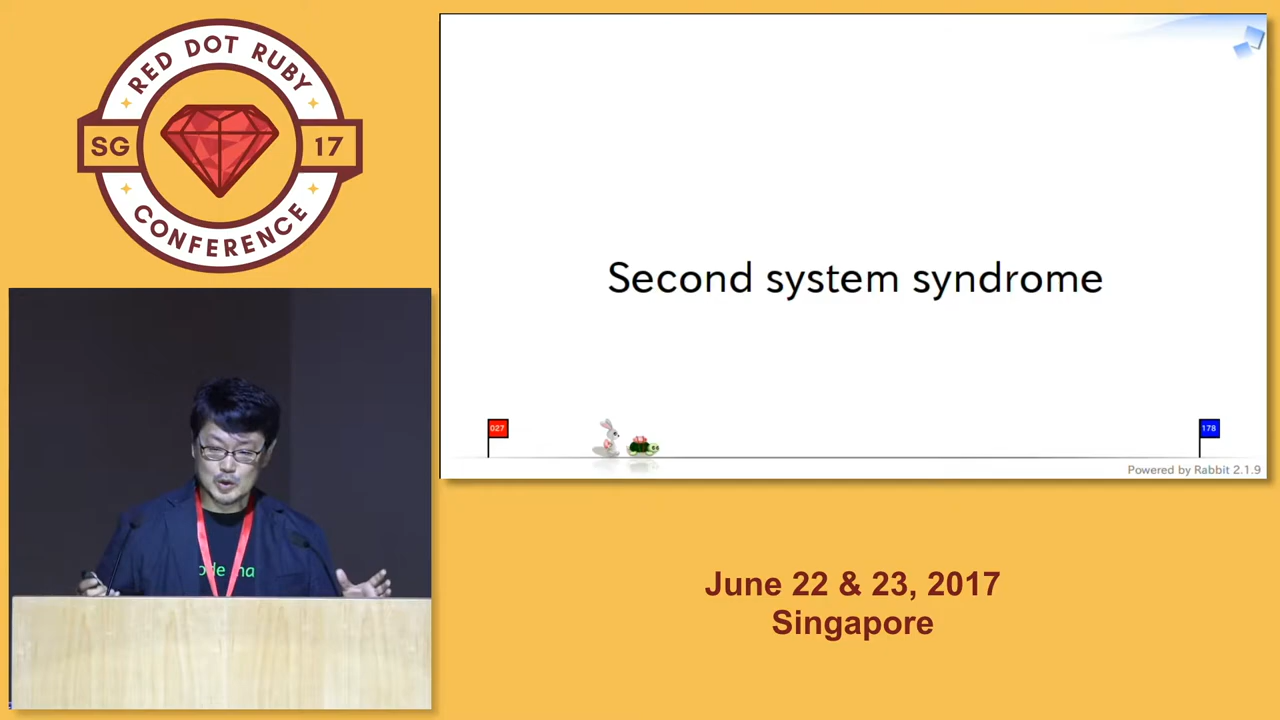 RED DOT RUBY
SG
17
CONFERENCE
Second system syndrome
027
178
Powered by Rabbit 2.1.9
June 22 & 23, 2017
Singapore